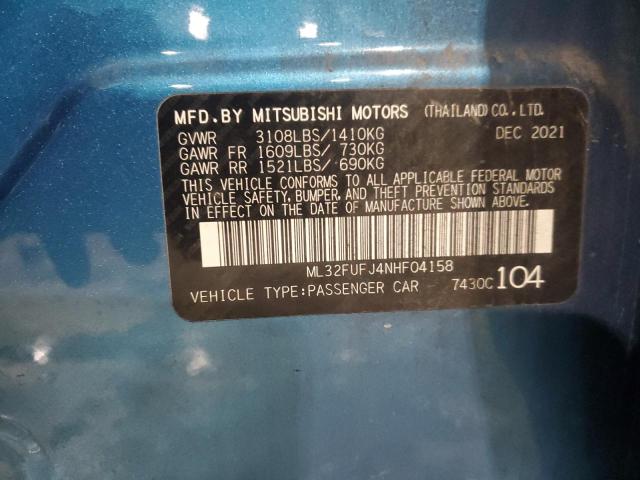 MFD. BY MITSUBISHI MOTORS (THAILAND) CO., LTD.
GVWR 3108LBS/1410KG DEC 2021
GAWR FR 1609LBS/ 730KG
GAWR RR 1521LBS/ 690KG
THIS VEHICLE CONFORMS TO ALL APPLICABLE FEDERAL MOTOR
VEHICLE SAFETY, BUMPER, AND THEFT PREVENTION STANDARDS
IN EFFECT ON THE DATE OF MANUFACTURE SHOWN ABOVE.
ML32FUFJ4NHF04158
VEHICLE TYPE:PASSENGER CAR 7430C 104